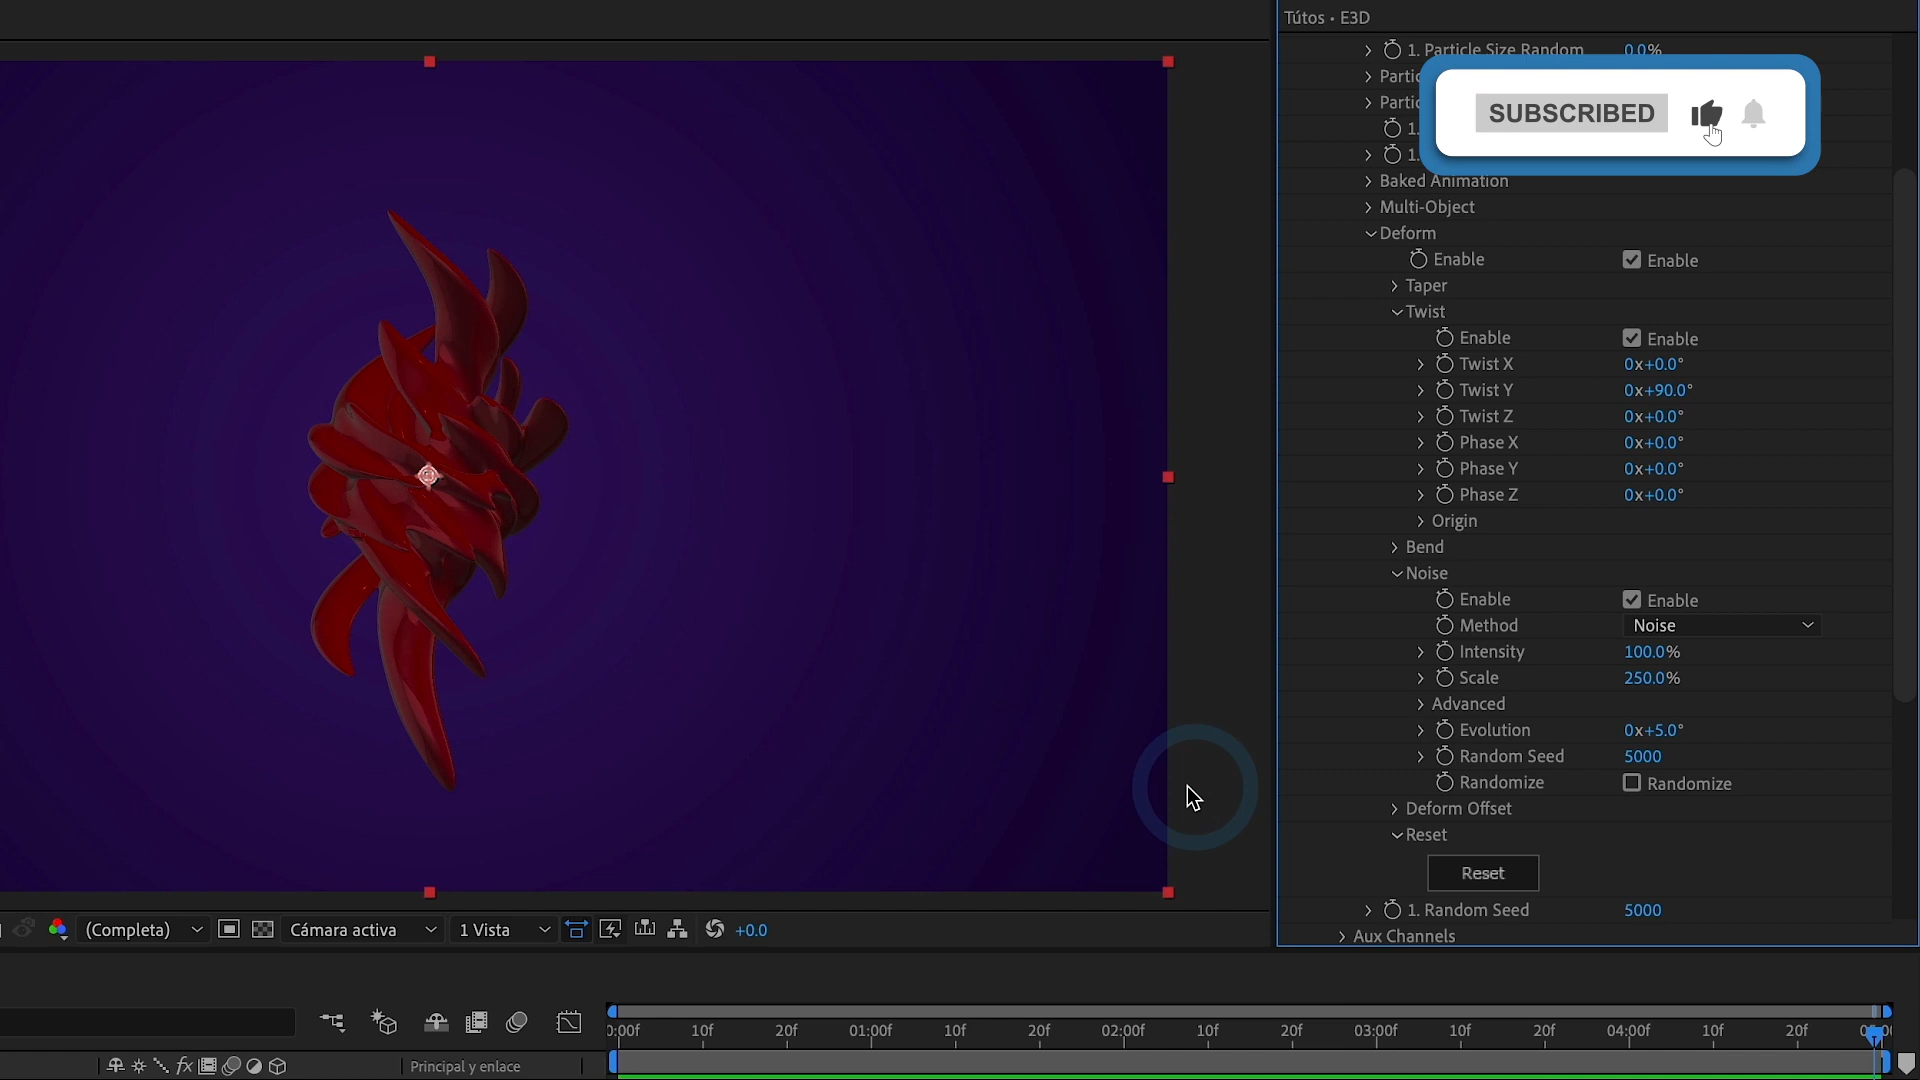 Tútos • E3D
1. Particle Size Random 0.0%
SUBSCRIBED
1.
1.
Baked Animation
Multi-Object
Deform
Enable Enable
Taper
Twist
Enable Enable
Twist X 0x+0.0°
Twist Y 0x+90.0°
Twist Z 0x+0.0°
Phase X 0x+0.0°
Phase Y 0x+0.0°
Phase Z 0x+0.0°
Origin
Bend
Noise
Enable Enable
Method Noise
Intensity 100.0%
Scale 250.0%
Advanced
Evolution 0x+5.0°
Random Seed 5000
Randomize Randomize
Deform Offset
Reset
Reset
1. Random Seed 5000
Aux Channels
(Completa) Cámara activa 1 Vista +0.0
0:00f 10f 20f 01:00f 10f 20f 02:00f 10f 20f 03:00f 10f 20f 04:00f 10f 20f
fx Principal y enlace